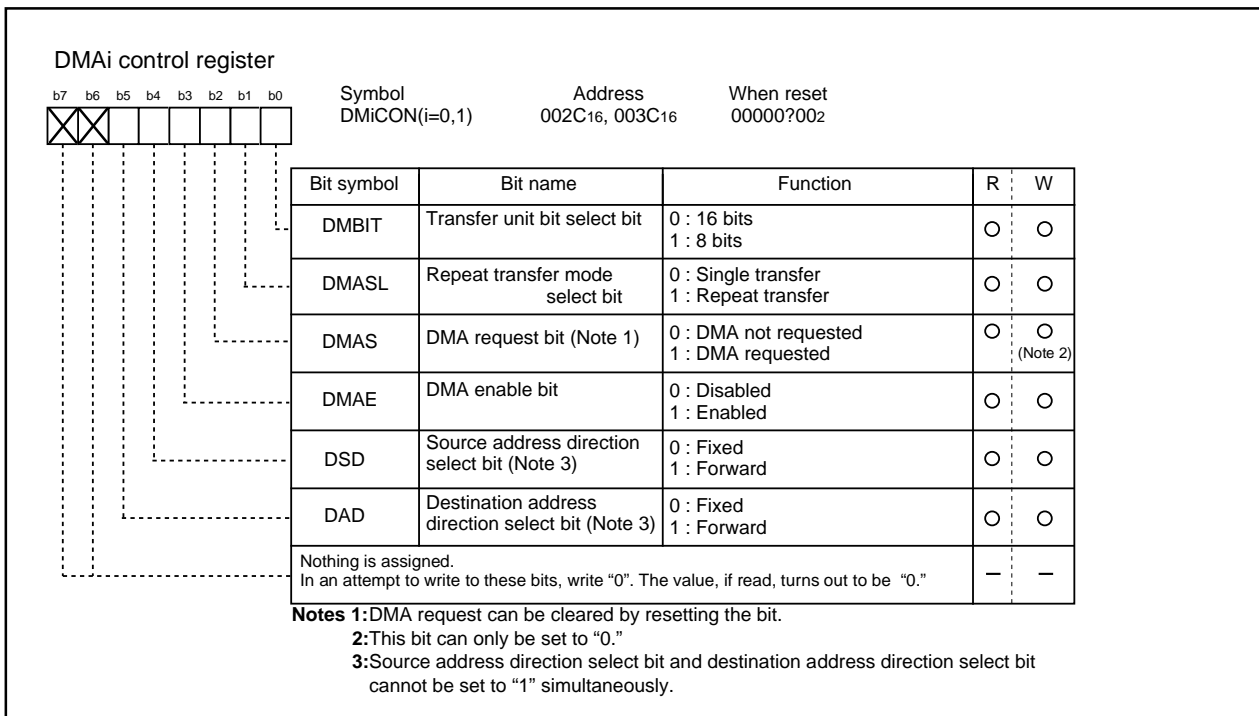 DMAi control register
b7 b6 b5 b4 b3 b2 b1 b0
Symbol Address When reset
DMiCON(i=0,1) 002C16, 003C16 00000?002
Bit symbol Bit name Function R W
DMBIT Transfer unit bit select bit 0 : 16 bits
1 : 8 bits
DMASL Repeat transfer mode 0 : Single transfer
select bit 1 : Repeat transfer
DMAS DMA request bit (Note 1) 0 : DMA not requested
1 : DMA requested (Note 2)
DMAE DMA enable bit 0 : Disabled
1 : Enabled
DSD Source address direction 0 : Fixed
select bit (Note 3) 1 : Forward
DAD Destination address 0 : Fixed
direction select bit (Note 3) 1 : Forward
Nothing is assigned.
In an attempt to write to these bits, write “0”. The value, if read, turns out to be “0.” – –
Notes 1:DMA request can be cleared by resetting the bit.
2:This bit can only be set to “0.”
3:Source address direction select bit and destination address direction select bit
cannot be set to “1” simultaneously.